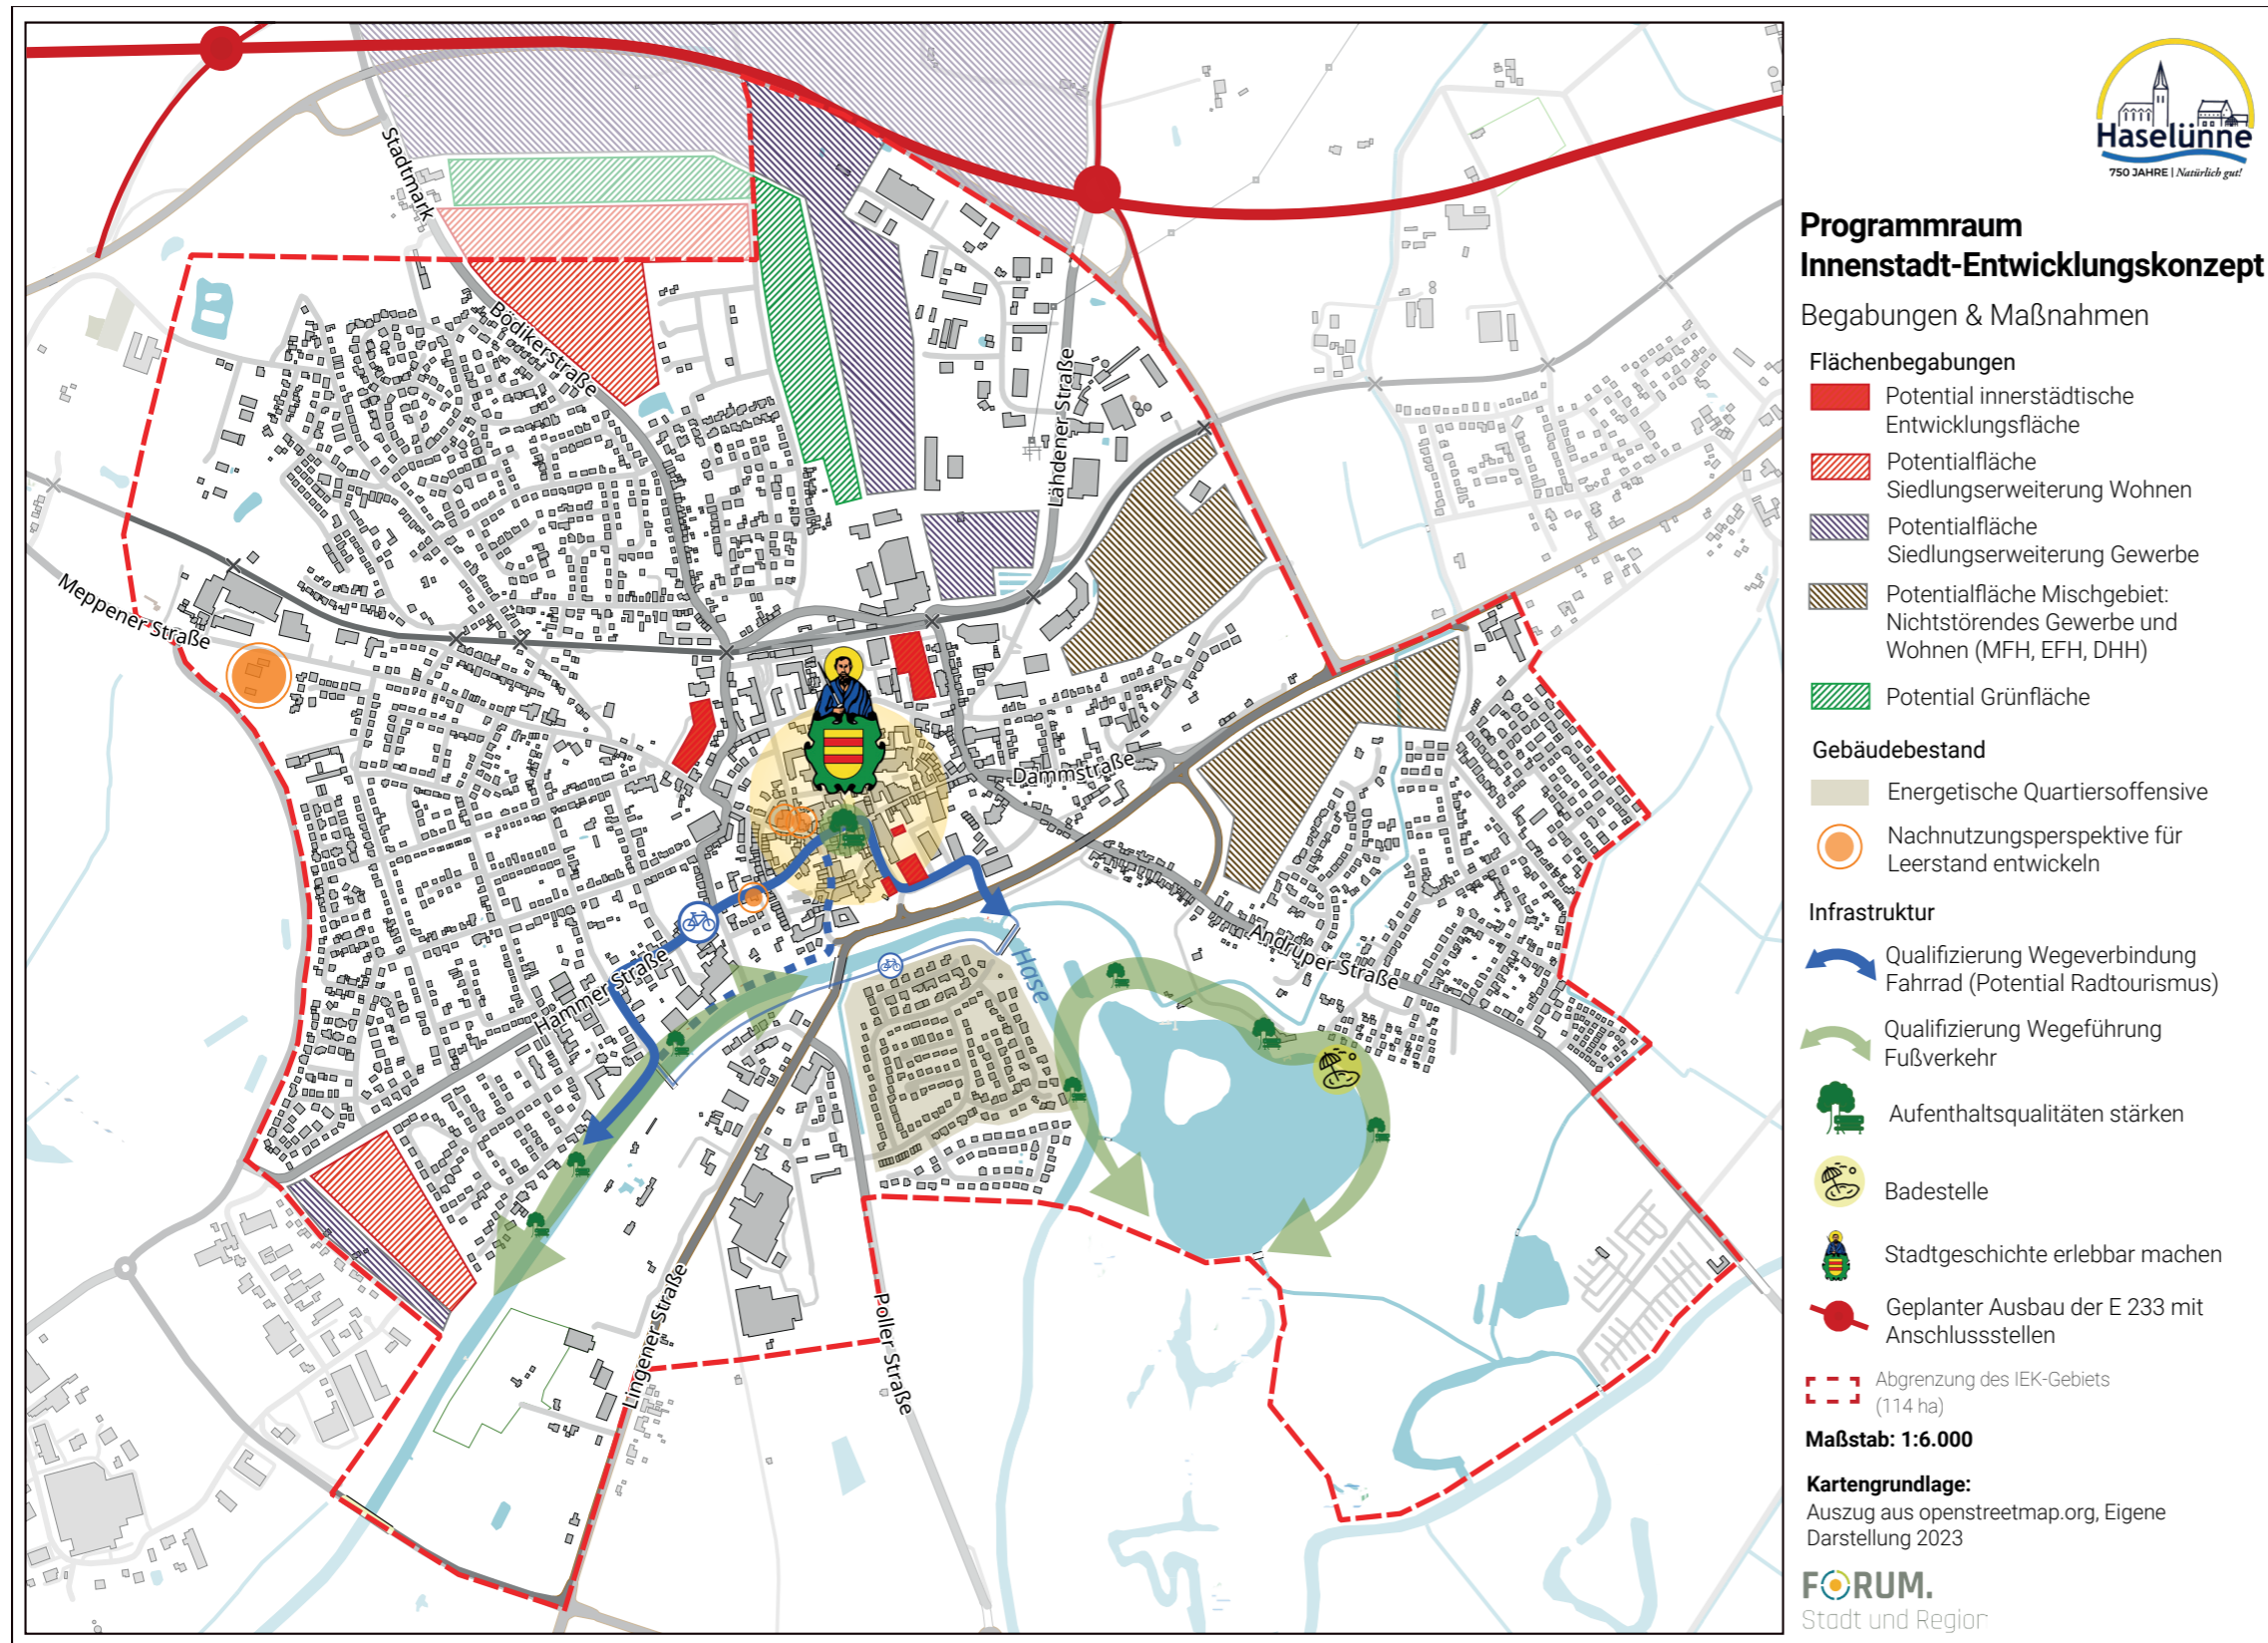 Haselünne
750 JAHRE | Natürlich gut!
Programmraum
Innenstadt-Entwicklungskonzept
Begabungen & Maßnahmen
Flächenbegabungen
Potential innerstädtische
Entwicklungsfläche
Potentialfläche
Siedlungserweiterung Wohnen
Potentialfläche
Siedlungserweiterung Gewerbe
Potentialfläche Mischgebiet:
Nichtstörendes Gewerbe und
Wohnen (MFH, EFH, DHH)
Potential Grünfläche
Gebäudebestand
Energetische Quartiersoffensive
Nachnutzungsperspektive für
Leerstand entwickeln
Infrastruktur
Qualifizierung Wegeverbindung
Fahrrad (Potential Radtourismus)
Qualifizierung Wegeführung
Fußverkehr
Aufenthaltsqualitäten stärken
Badestelle
Stadtgeschichte erlebbar machen
Geplanter Ausbau der E 233 mit
Anschlussstellen
Abgrenzung des IEK-Gebiets
(114 ha)
Maßstab: 1:6.000
Kartengrundlage:
Auszug aus openstreetmap.org, Eigene
Darstellung 2023
FORUM.
Stadt und Region
Stadtmark
Bödikerstraße
Lähdener Straße
Meppener Straße
Dammstraße
Andruper Straße
Hase
Hammer Straße
Lingener Straße
Poller Straße